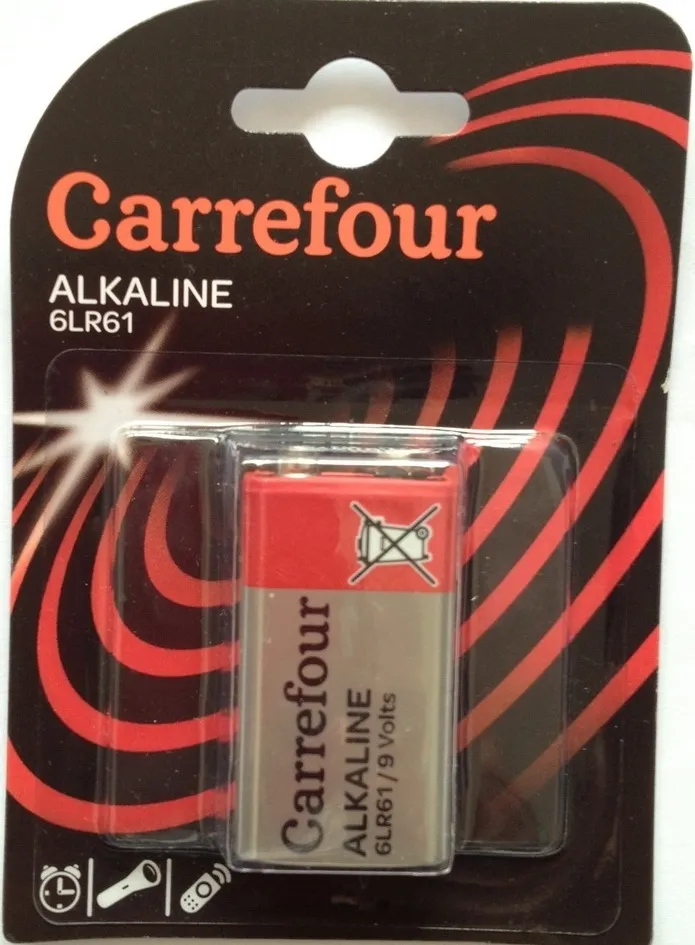 Carrefour
ALKALINE
6LR61
Carrefour
ALKALINE
6LR61 / 9 Volts